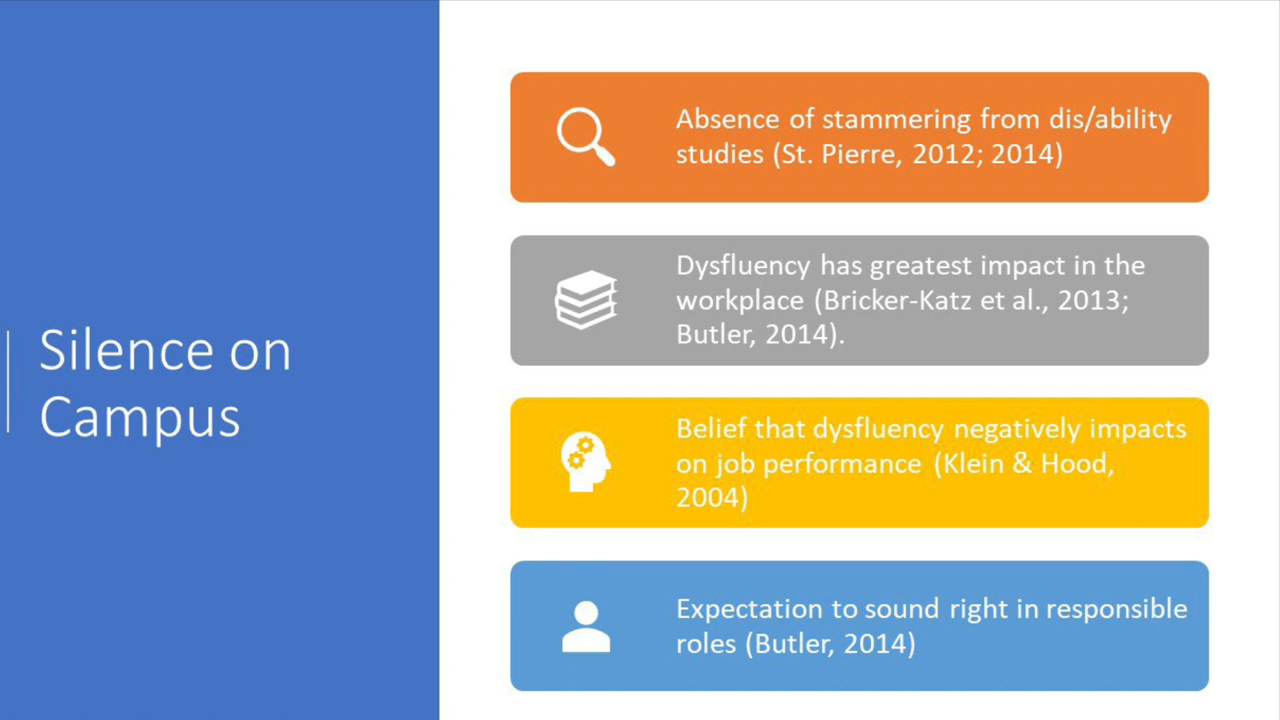 Silence on
Campus
Absence of stammering from dis/ability
studies (St. Pierre, 2012; 2014)
Dysfluency has greatest impact in the
workplace (Bricker-Katz et al., 2013;
Butler, 2014).
Belief that dysfluency negatively impacts
on job performance (Klein & Hood,
2004)
Expectation to sound right in responsible
roles (Butler, 2014)